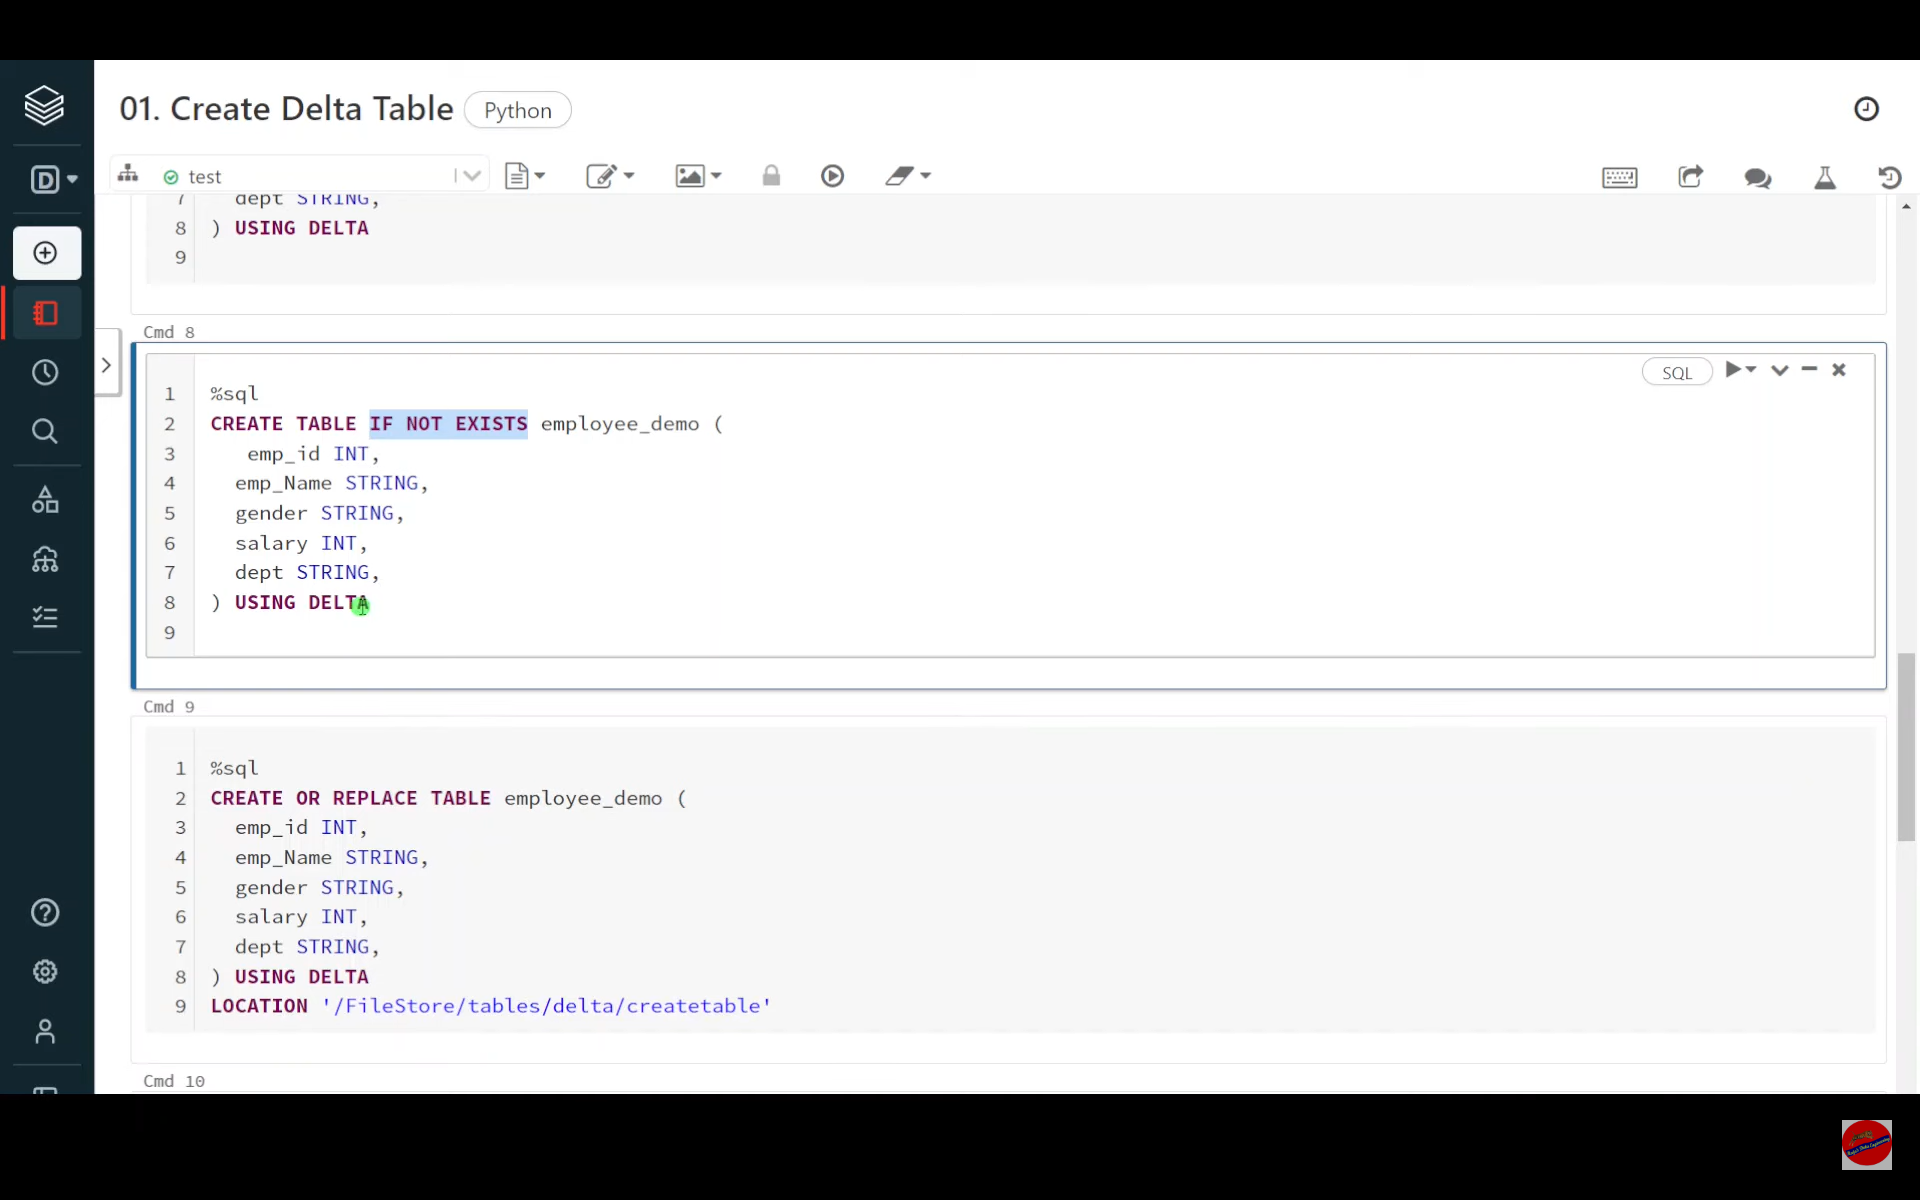 01. Create Delta Table Python
test
7 dept STRING,
8 ) USING DELTA
9
Cmd 8
SQL
1 %sql
2 CREATE TABLE IF NOT EXISTS employee_demo (
3 emp_id INT,
4 emp_Name STRING,
5 gender STRING,
6 salary INT,
7 dept STRING,
8 ) USING DELTA
9
Cmd 9
1 %sql
2 CREATE OR REPLACE TABLE employee_demo (
3 emp_id INT,
4 emp_Name STRING,
5 gender STRING,
6 salary INT,
7 dept STRING,
8 ) USING DELTA
9 LOCATION '/FileStore/tables/delta/createtable'
Cmd 10